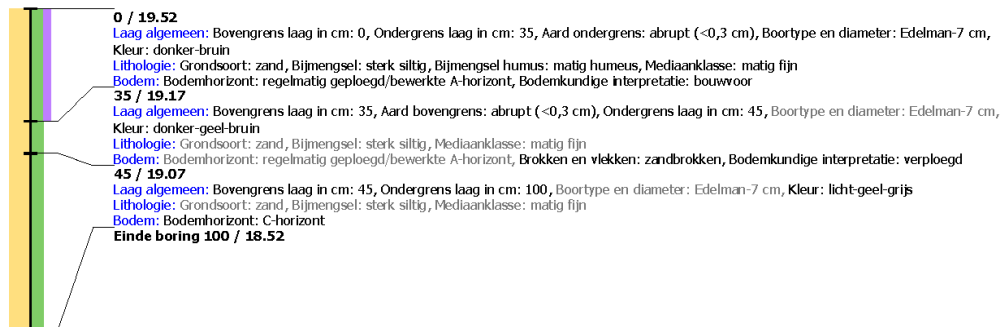 0 / 19.52
Laag algemeen: Bovengrens laag in cm: 0, Ondergrens laag in cm: 35, Aard ondergrens: abrupt (<0,3 cm), Boortype en diameter: Edelman-7 cm,
Kleur: donker-bruin
Lithologie: Grondsoort: zand, Bijmengsel: sterk siltig, Bijmengsel humus: matig humeus, Mediaanklasse: matig fijn
Bodem: Bodemhorizont: regelmatig geploegd/bewerkte A-horizont, Bodemkundige interpretatie: bouwvoor
35 / 19.17
Laag algemeen: Bovengrens laag in cm: 35, Aard bovengrens: abrupt (<0,3 cm), Ondergrens laag in cm: 45, Boortype en diameter: Edelman-7 cm,
Kleur: donker-geel-bruin
Lithologie: Grondsoort: zand, Bijmengsel: sterk siltig, Mediaanklasse: matig fijn
Bodem: Bodemhorizont: regelmatig geploegd/bewerkte A-horizont, Brokken en vlekken: zandbrokken, Bodemkundige interpretatie: verploegd
45 / 19.07
Laag algemeen: Bovengrens laag in cm: 45, Ondergrens laag in cm: 100, Boortype en diameter: Edelman-7 cm, Kleur: licht-geel-grijs
Lithologie: Grondsoort: zand, Bijmengsel: sterk siltig, Mediaanklasse: matig fijn
Bodem: Bodemhorizont: C-horizont
Einde boring 100 / 18.52